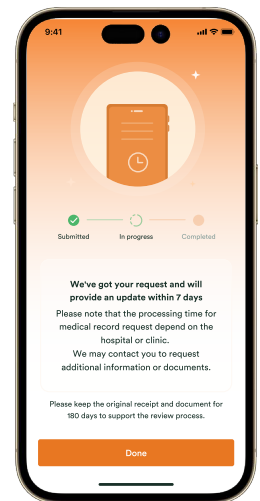 9:41
Submitted
In progress
Completed
We've got your request and will
provide an update within 7 days
Please note that the processing time for
medical record request depend on the
hospital or clinic.
We may contact you to request
additional information or documents.
Please keep the original receipt and document for
180 days to support the review process.
Done